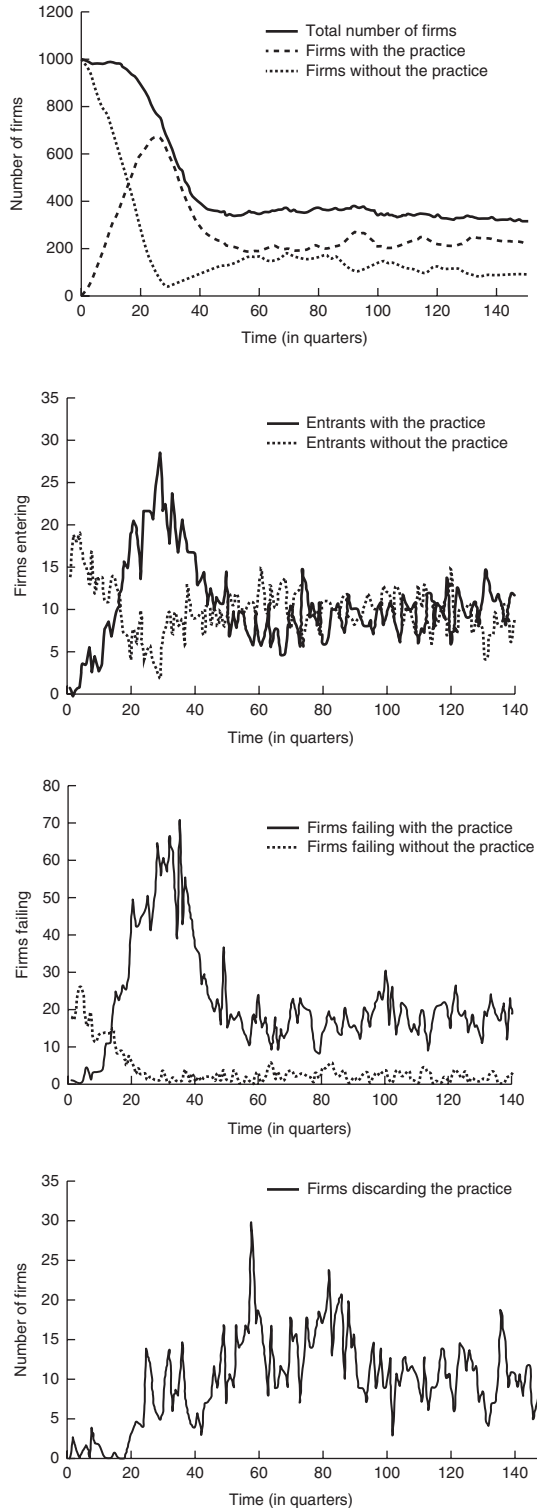 1200
1000
800
600
400
200
0
Number of firms
Total number of firms
Firms with the practice
Firms without the practice
0 20 40 60 80 100 120 140
Time (in quarters)
35
30
25
20
15
10
5
0
Firms entering
Entrants with the practice
Entrants without the practice
0 20 40 60 80 100 120 140
Time (in quarters)
80
70
60
50
40
30
20
10
0
Firms failing
Firms failing with the practice
Firms failing without the practice
0 20 40 60 80 100 120 140
Time (in quarters)
35
30
25
20
15
10
5
0
Number of firms
Firms discarding the practice
0 20 40 60 80 100 120 140
Time (in quarters)